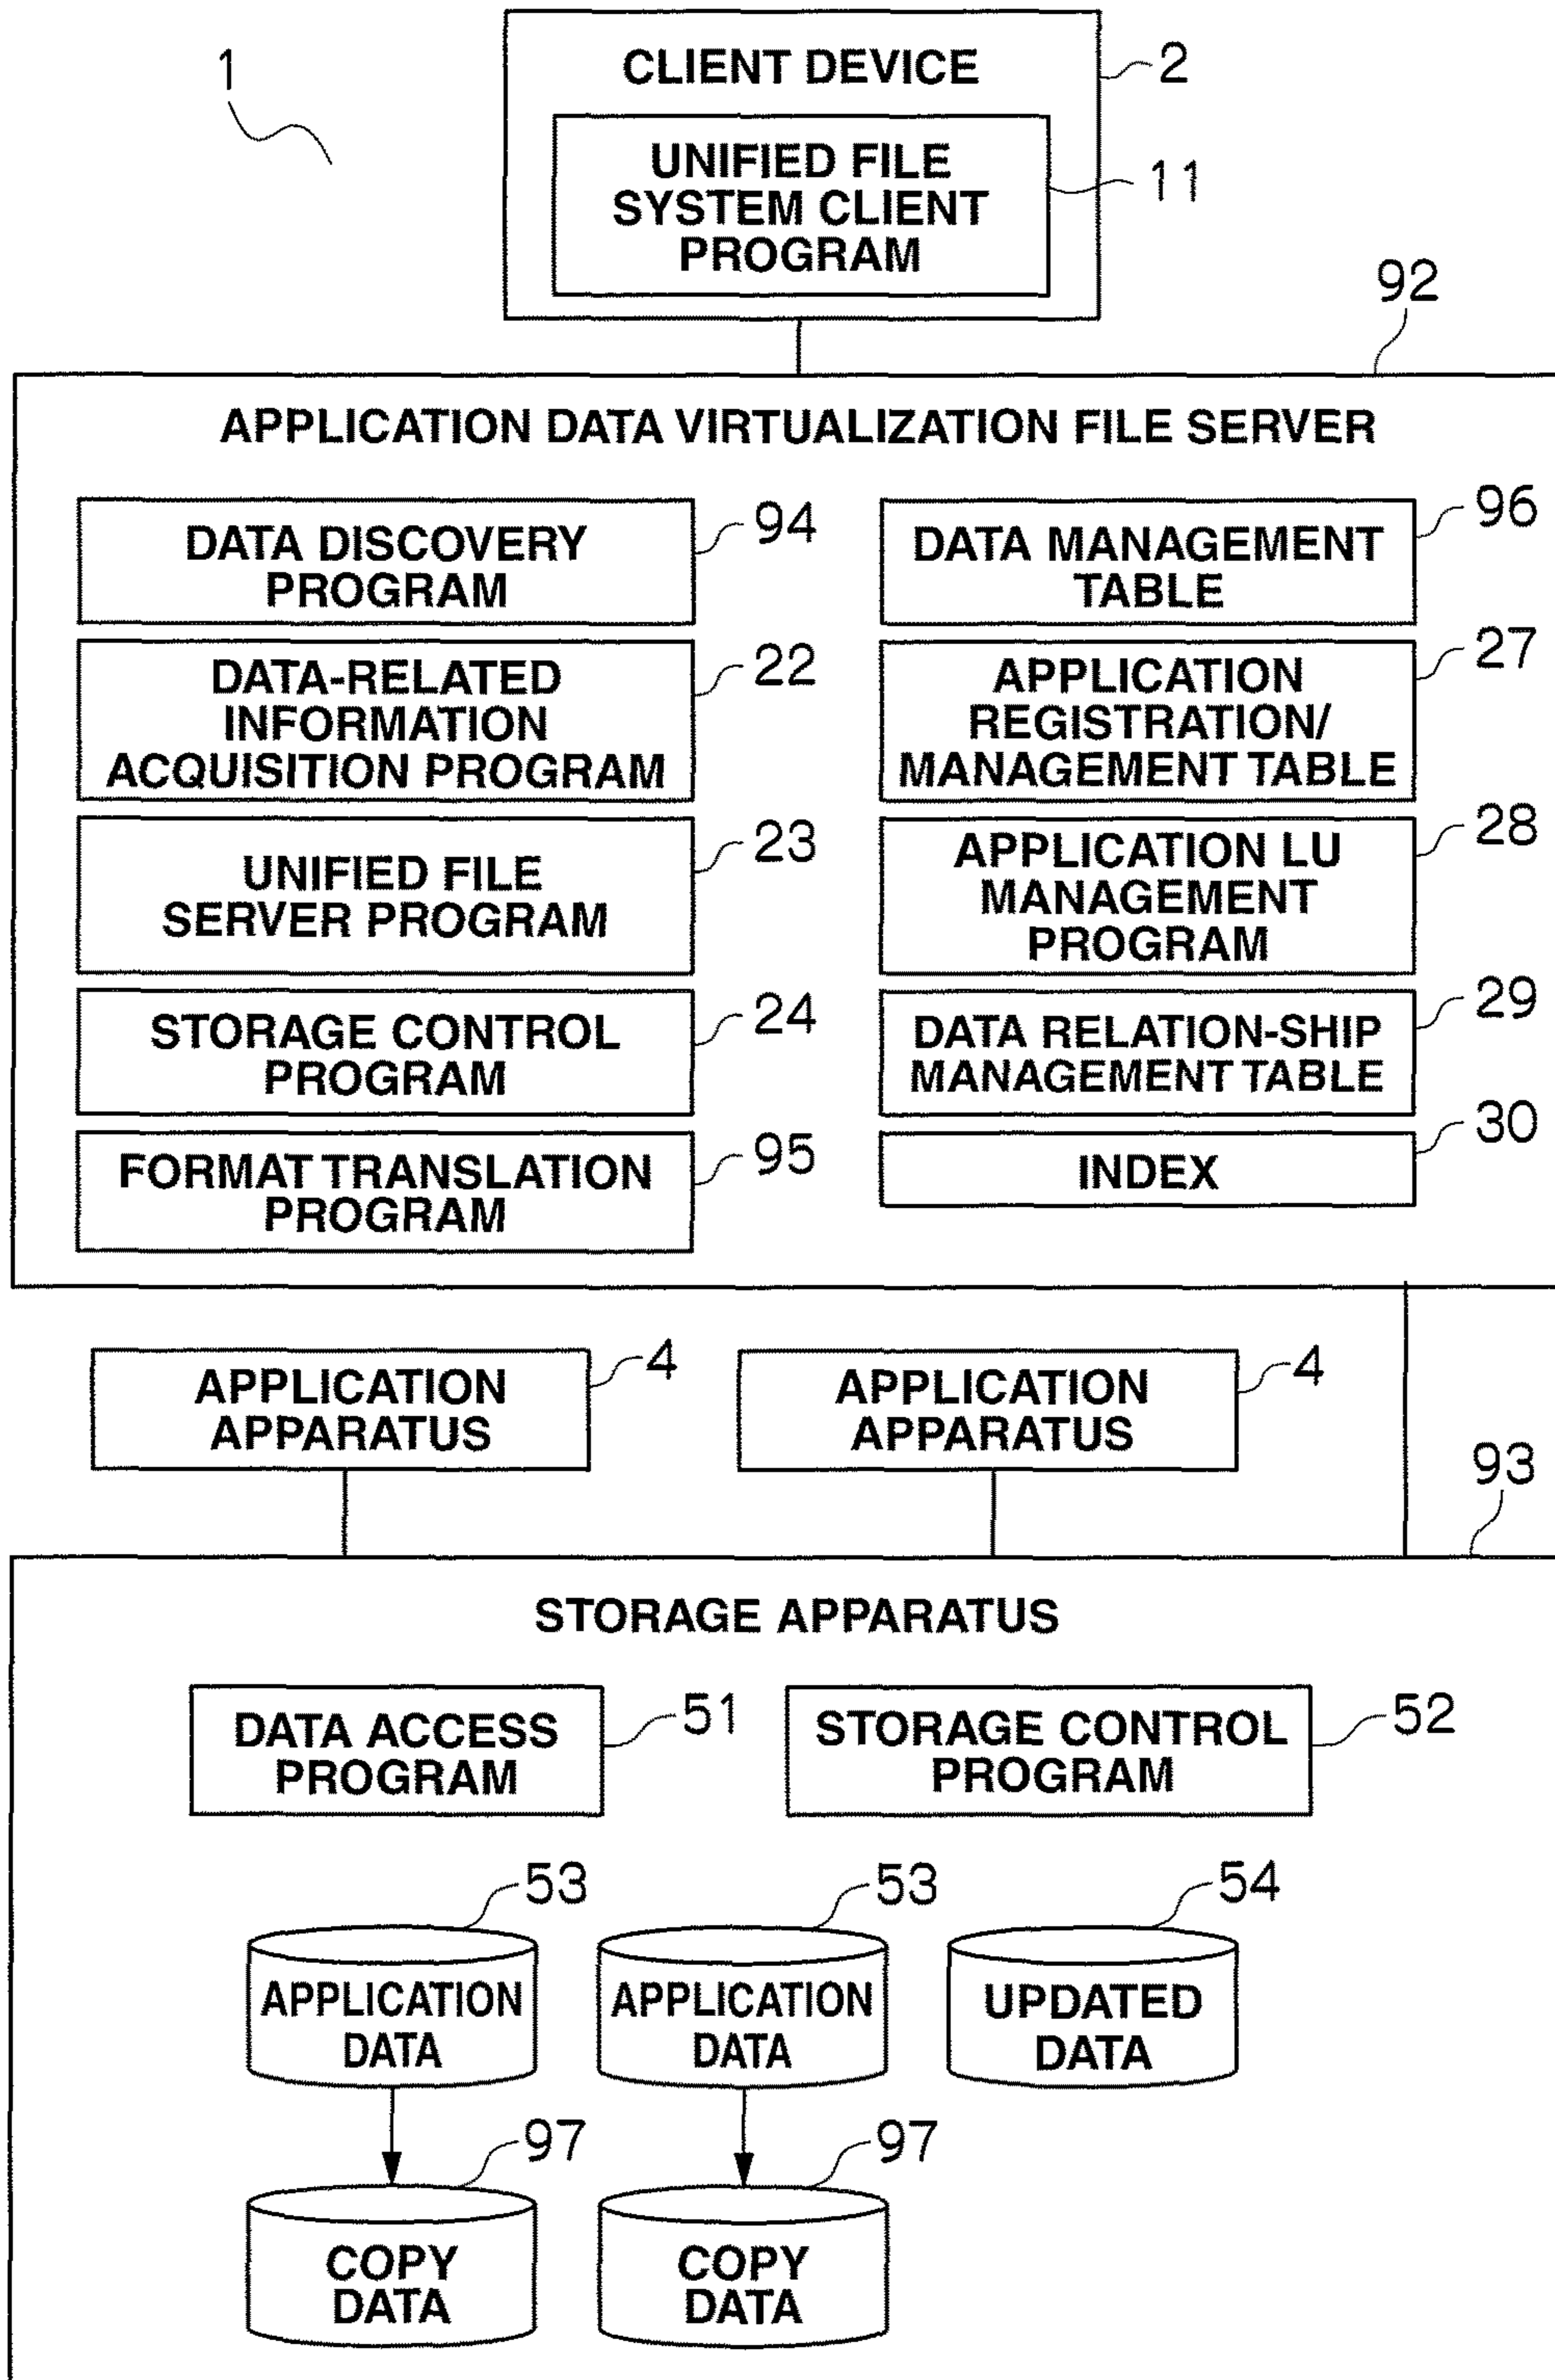 1
CLIENT DEVICE
2
UNIFIED FILE
SYSTEM CLIENT
PROGRAM
11
92
APPLICATION DATA VIRTUALIZATION FILE SERVER
DATA DISCOVERY
PROGRAM
94
DATA MANAGEMENT
TABLE
96
DATA-RELATED
INFORMATION
ACQUISITION PROGRAM
22
APPLICATION
REGISTRATION/
MANAGEMENT TABLE
27
UNIFIED FILE
SERVER PROGRAM
23
APPLICATION LU
MANAGEMENT
PROGRAM
28
STORAGE CONTROL
PROGRAM
24
DATA RELATION-SHIP
MANAGEMENT TABLE
29
FORMAT TRANSLATION
PROGRAM
95
INDEX
30
APPLICATION
APPARATUS
4
APPLICATION
APPARATUS
4
93
STORAGE APPARATUS
DATA ACCESS
PROGRAM
51
STORAGE CONTROL
PROGRAM
52
53
APPLICATION
DATA
53
APPLICATION
DATA
54
UPDATED
DATA
97
COPY
DATA
97
COPY
DATA